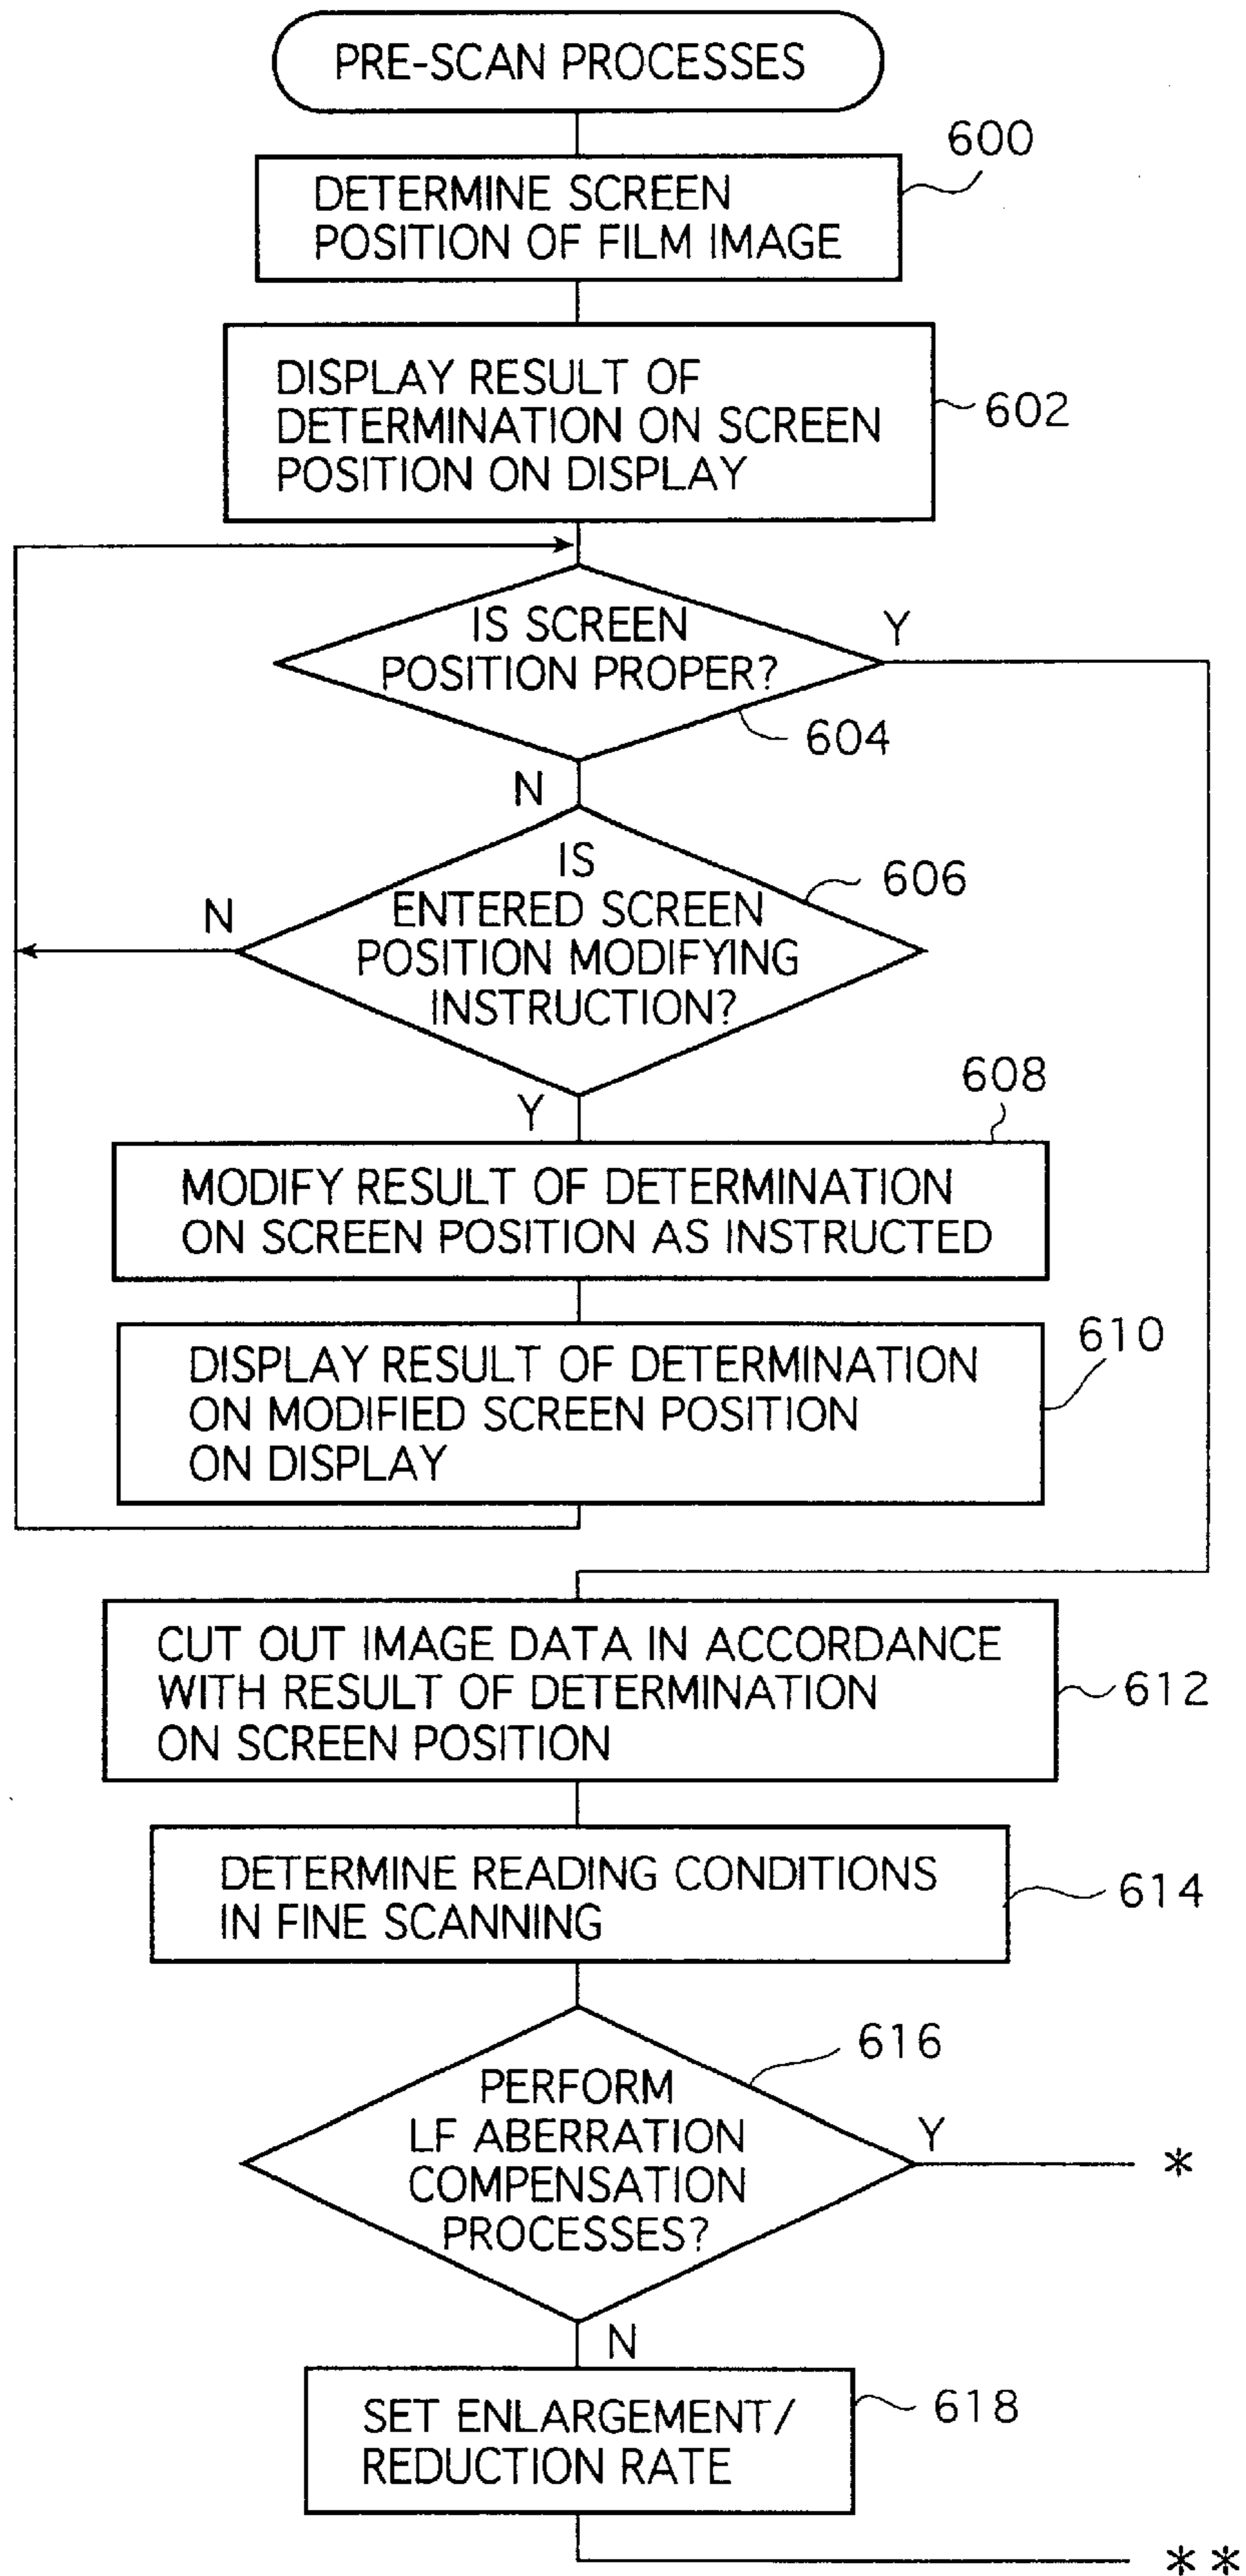 PRE-SCAN PROCESSES
600
DETERMINE SCREEN
POSITION OF FILM IMAGE
DISPLAY RESULT OF
DETERMINATION ON SCREEN
POSITION ON DISPLAY
602
IS SCREEN
POSITION PROPER?
Y
604
N
IS
ENTERED SCREEN
POSITION MODIFYING
INSTRUCTION?
606
N
Y
608
MODIFY RESULT OF DETERMINATION
ON SCREEN POSITION AS INSTRUCTED
610
DISPLAY RESULT OF DETERMINATION
ON MODIFIED SCREEN POSITION
ON DISPLAY
CUT OUT IMAGE DATA IN ACCORDANCE
WITH RESULT OF DETERMINATION
ON SCREEN POSITION
612
DETERMINE READING CONDITIONS
IN FINE SCANNING
614
616
PERFORM
LF ABERRATION
COMPENSATION
PROCESSES?
Y
*
N
SET ENLARGEMENT/
REDUCTION RATE
618
**